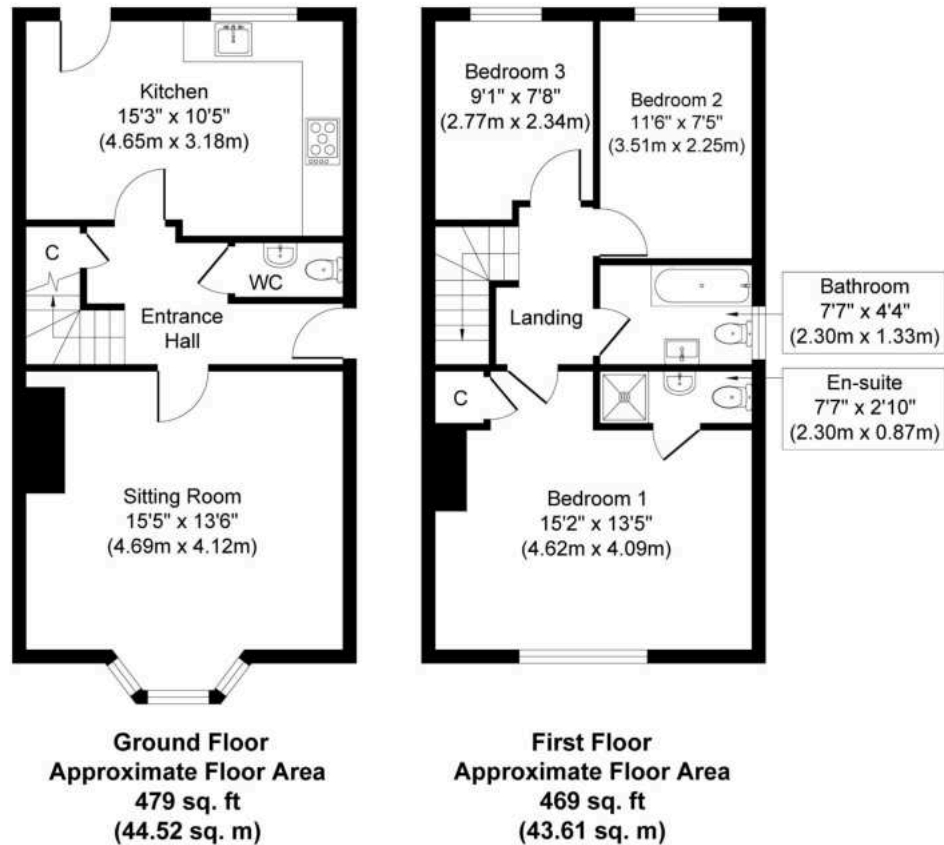 Kitchen
15'3" x 10'5"
(4.65m x 3.18m)
C
WC
Entrance
Hall
Sitting Room
15'5" x 13'6"
(4.69m x 4.12m)
Ground Floor
Approximate Floor Area
479 sq. ft
(44.52 sq. m)
Bedroom 3
9'1" x 7'8"
(2.77m x 2.34m)
Bedroom 2
11'6" x 7'5"
(3.51m x 2.25m)
Landing
Bathroom
7'7" x 4'4"
(2.30m x 1.33m)
En-suite
7'7" x 2'10"
(2.30m x 0.87m)
C
Bedroom 1
15'2" x 13'5"
(4.62m x 4.09m)
First Floor
Approximate Floor Area
469 sq. ft
(43.61 sq. m)